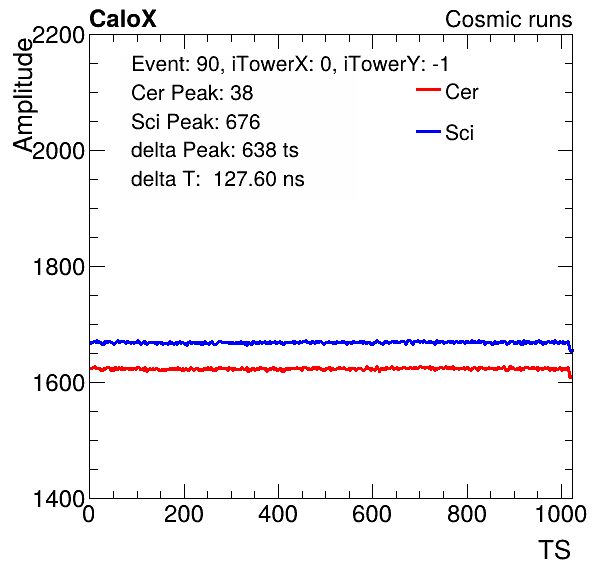 CaloX Cosmic runs
Amplitude
2200
2000
1800
1600
1400
Event: 90, iTowerX: 0, iTowerY: -1
Cer Peak: 38
Sci Peak: 676
delta Peak: 638 ts
delta T:  127.60 ns
Cer
Sci
0 200 400 600 800 1000
TS